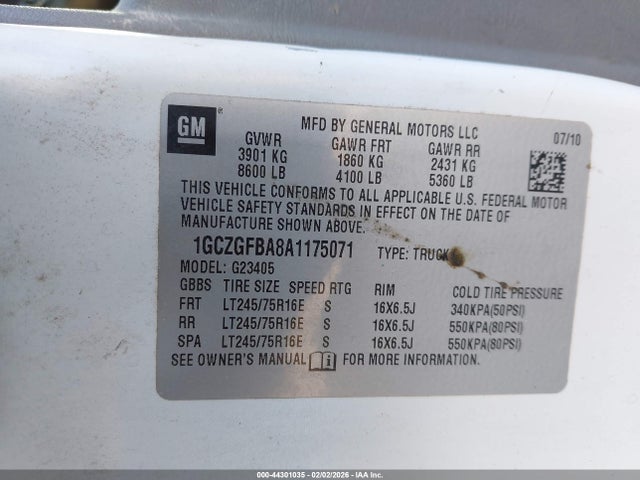 GM
MFD BY GENERAL MOTORS LLC 07/10
GVWR GAWR FRT GAWR RR
3901 KG 1860 KG 2431 KG
8600 LB 4100 LB 5360 LB
THIS VEHICLE CONFORMS TO ALL APPLICABLE U.S. FEDERAL MOTOR
VEHICLE SAFETY STANDARDS IN EFFECT ON THE DATE OF
MANUFACTURE SHOWN ABOVE.
1GCZGFBA8A1175071 TYPE: TRUCK
MODEL: G23405
GBBS TIRE SIZE SPEED RTG RIM COLD TIRE PRESSURE
FRT LT245/75R16E S 16X6.5J 340KPA(50PSI)
RR LT245/75R16E S 16X6.5J 550KPA(80PSI)
SPA LT245/75R16E S 16X6.5J 550KPA(80PSI)
SEE OWNER'S MANUAL FOR MORE INFORMATION.
000-44301035 - 02/02/2026 - IAA Corp.